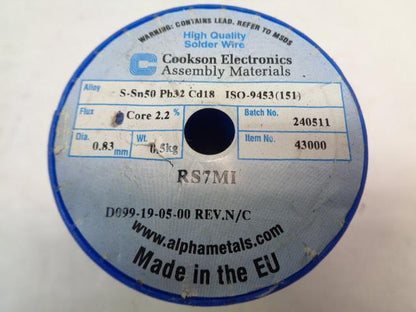 WARNING: CONTAINS LEAD. REFER TO MSDS
High Quality
Solder Wire
Cookson Electronics
Assembly Materials
Alloy
S-Sn50 Pb32 Cd18 ISO-9453(151)
Flux Core 2.2 % Batch No. 240511
Dia. 0.83 mm Wt. 0.5kg Item No. 43000
RS7MI
D099-19-05-00 REV.N/C
www.alphametals.com
Made in the EU